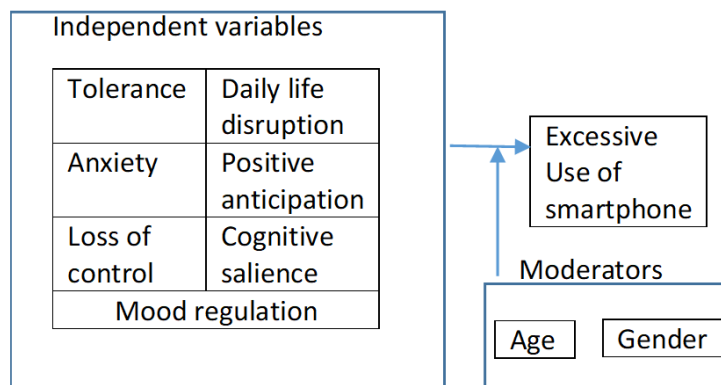 Independent variables
Tolerance
Daily life
disruption
Anxiety
Positive
anticipation
Loss of
control
Cognitive
salience
Mood regulation
Excessive
Use of
smartphone
Moderators
Age
Gender